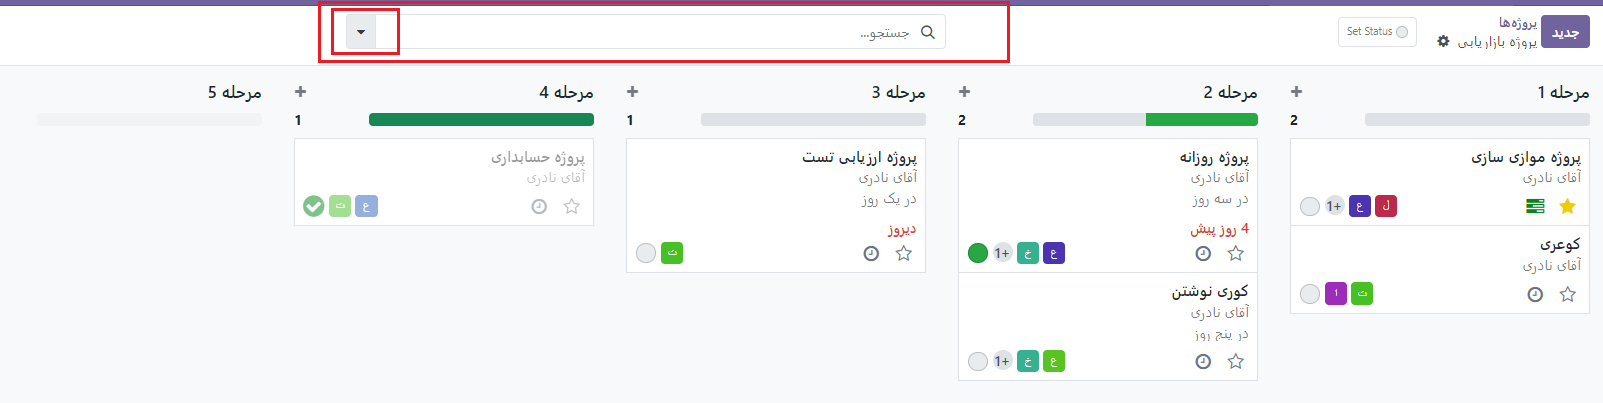 جدید
پروژه‌ها
پروژه بازاریابی
Set Status
جستجو...
مرحله 1
2
پروژه موازی سازی
آقای نادری
ل
ع
+1
کوعری
آقای نادری
ت
ا
مرحله 2
2
پروژه روزانه
آقای نادری
در سه روز
4 روز پیش
ع
خ
+1
کوری نوشتن
آقای نادری
در پنج روز
ع
خ
+1
مرحله 3
1
پروژه ارزیابی تست
آقای نادری
در یک روز
دیروز
ت
مرحله 4
1
پروژه حسابداری
آقای نادری
ع
ت
مرحله 5